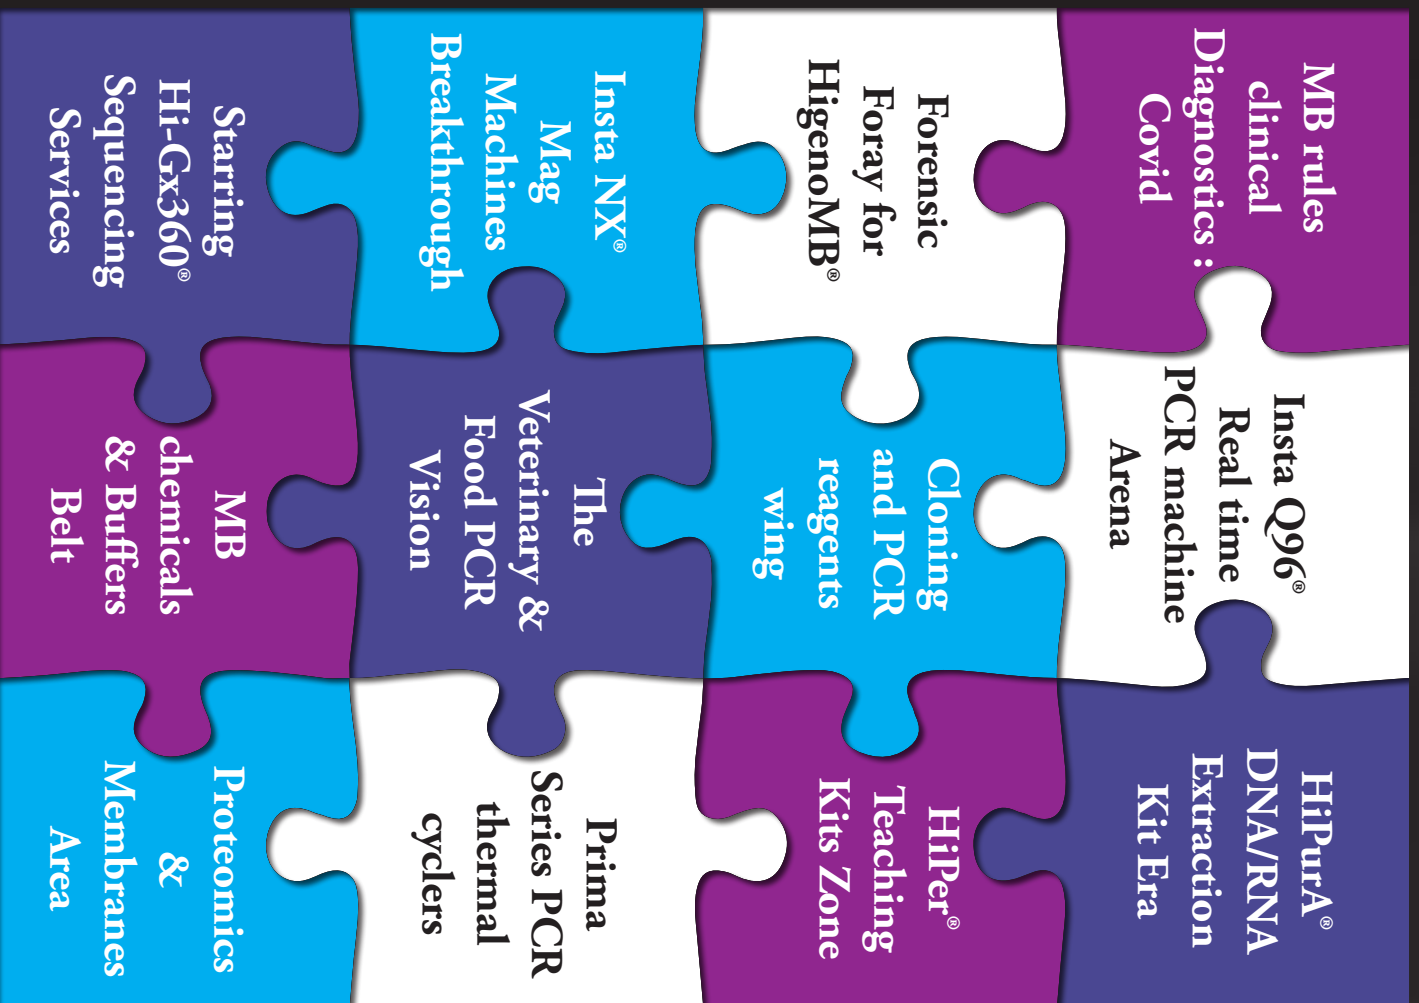 MB rules
clinical
Diagnostics :
Covid
Insta Q96®
Real time
PCR machine
Arena
HiPurA®
DNA/RNA
Extraction
Kit Era
Forensic
Foray for
HigenoMB®
Cloning
and PCR
reagents
wing
HiPer®
Teaching
Kits Zone
Insta NX®
Mag
Machines
Breakthrough
The
Veterinary &
Food PCR
Vision
Prima
Series PCR
thermal
cyclers
Starring
Hi-Gx360®
Sequencing
Services
MB
chemicals
& Buffers
Belt
Proteomics
&
Membranes
Area